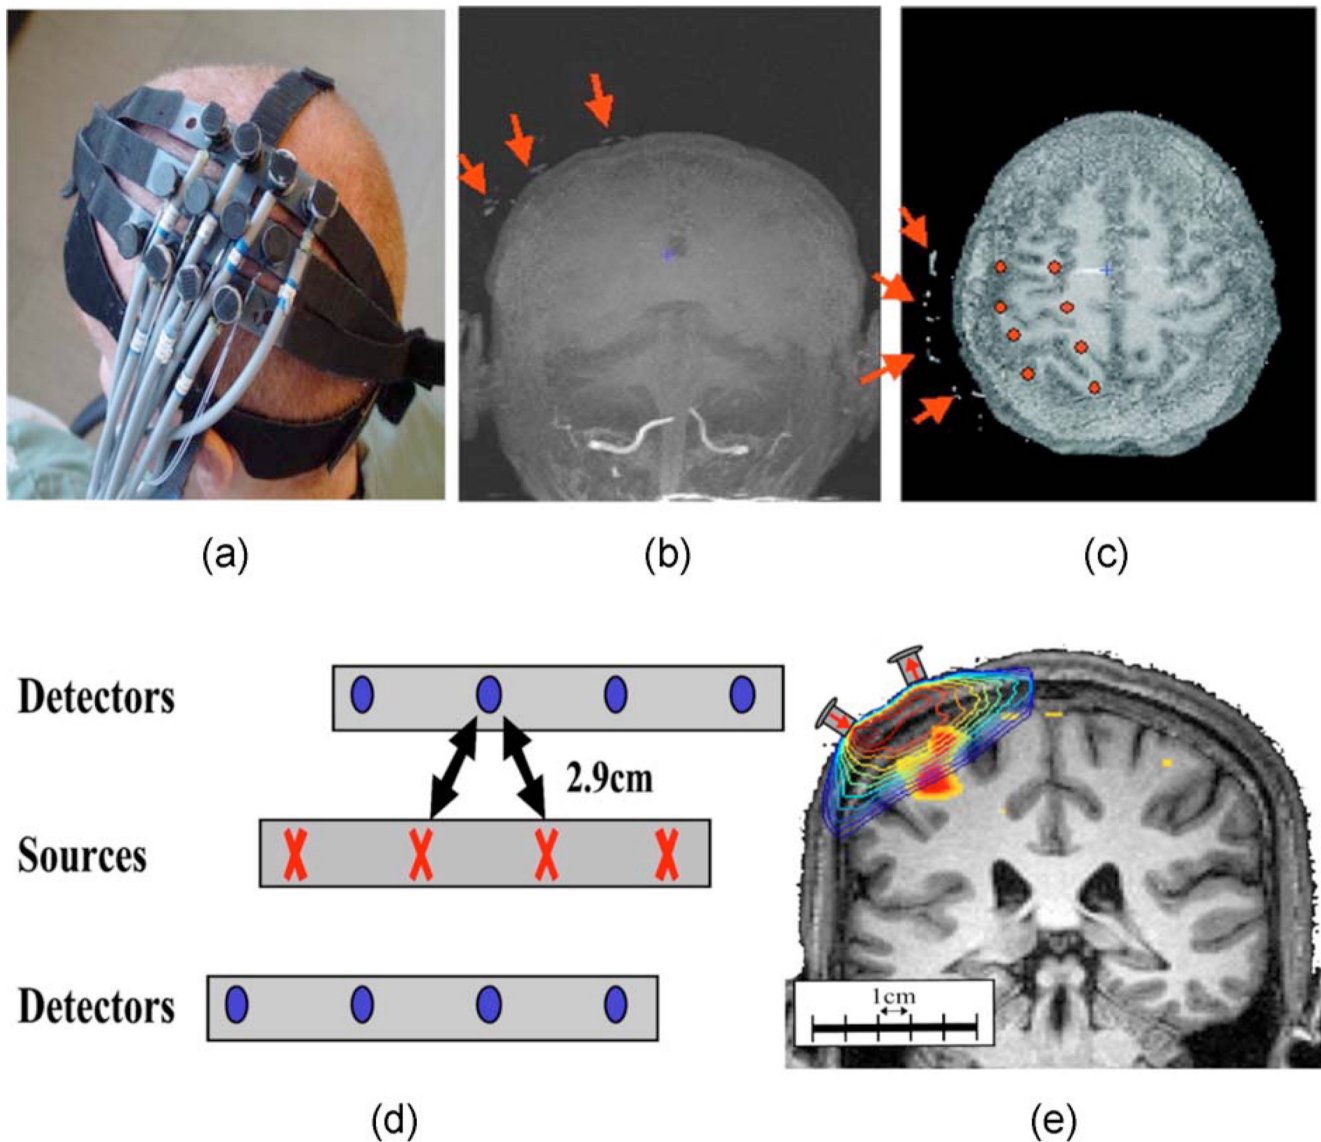 (a)
(b)
(c)
Detectors
2.9cm
Sources
Detectors
1cm
(d)
(e)